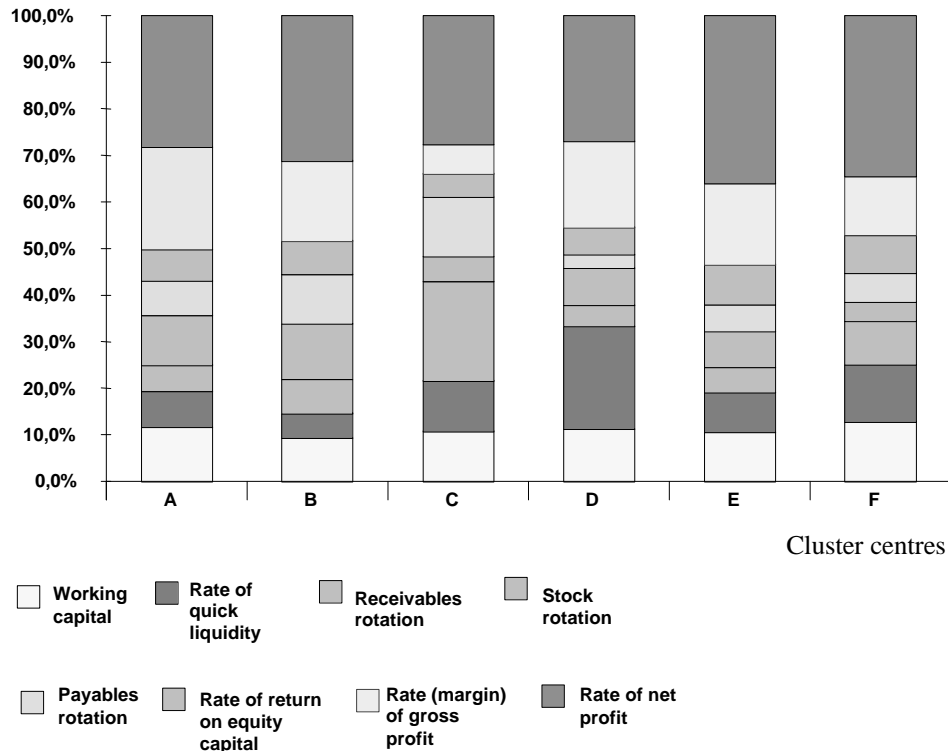 100,0%
90,0%
80,0%
70,0%
60,0%
50,0%
40,0%
30,0%
20,0%
10,0%
0,0%
A B C D E F
Cluster centres
Working
capital
Rate of
quick
liquidity
Receivables
rotation
Stock
rotation
Payables
rotation
Rate of return
on equity
capital
Rate (margin)
of gross
profit
Rate of net
profit